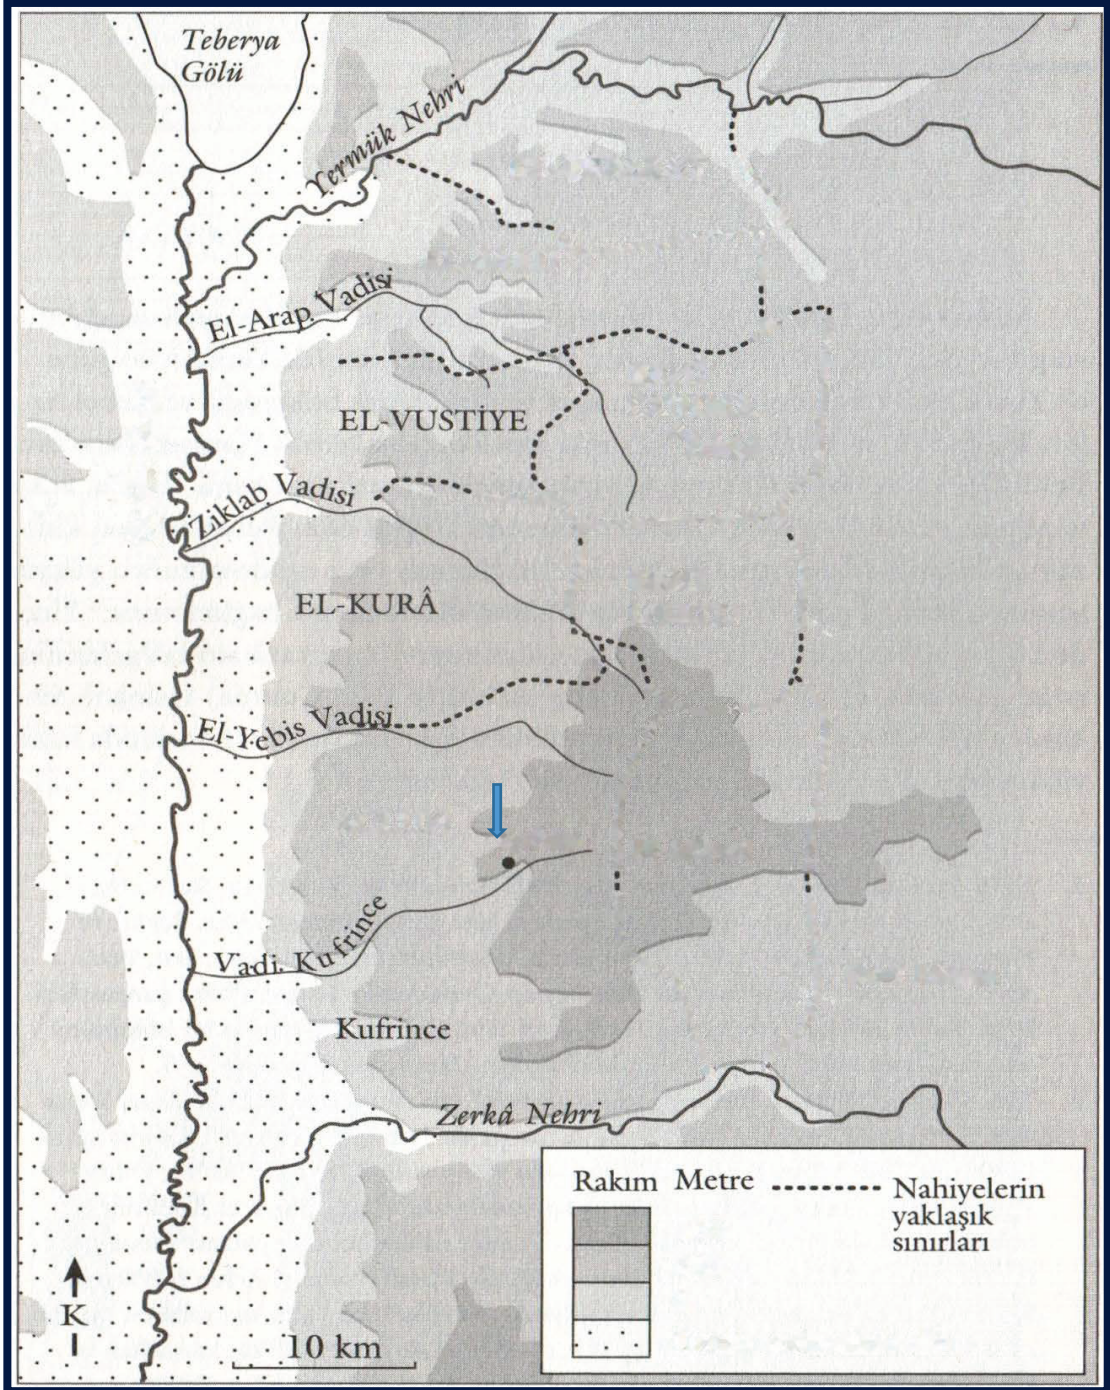 Teberya
Gölü
Yermük Nehri
El-Arap Vadisi
EL-VUSTİYE
Ziklab Vadisi
EL-KURÂ
El-Yebis Vadisi
Vadi Kufrince
Kufrince
Zerkâ Nehri
Rakım Metre
Nahiyelerin
yaklaşık
sınırları
K
10 km